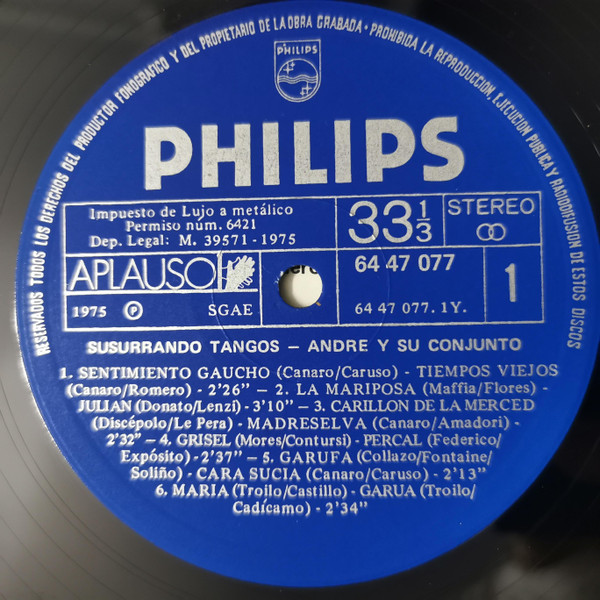 RESERVADOS TODOS LOS DERECHOS DEL PRODUCTOR FONOGRAFICO Y DEL PROPIETARIO DE LA OBRA GRABADA · PROHIBIDA LA REPRODUCCION, EJECUCION PUBLICA Y RADIODIFUSION DE ESTOS DISCOS
PHILIPS
PHILIPS
Impuesto de Lujo a metálico
Permiso núm. 6421
Dep. Legal: M. 39571-1975
33 1/3
STEREO
APLAUSO
64 47 077
1
1975 Ⓟ SGAE
64 47 077. 1Y.
SUSURRANDO TANGOS — ANDRE Y SU CONJUNTO
1. SENTIMIENTO GAUCHO (Canaro/Caruso) - TIEMPOS VIEJOS
(Canaro/Romero) - 2'26" — 2. LA MARIPOSA (Maffia/Flores) -
JULIAN (Donato/Lenzi) - 3'10" — 3. CARILLON DE LA MERCED
(Discépolo/Le Pera) - MADRESELVA (Canaro/Amadori) -
2'32" — 4. GRISEL (Mores/Contursi) - PERCAL (Federico/
Expósito) - 2'37" — 5. GARUFA (Collazo/Fontaine/
Soliño) - CARA SUCIA (Canaro/Caruso) - 2'13"
6. MARIA (Troilo/Castillo) - GARUA (Troilo/
Cadícamo) - 2'34"